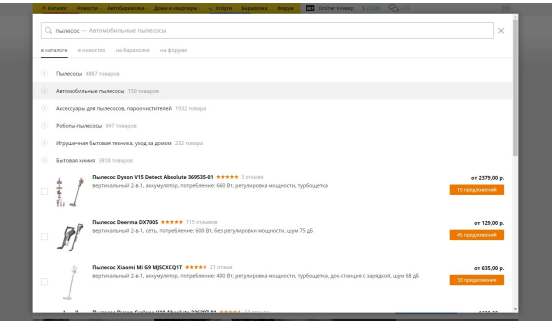 Каталог Новости Автобарахолка Дома и квартиры Услуги Барахолка Форум Onliner Клевер
пылесос — Автомобильные пылесосы
в каталоге в новостях на барахолке на форуме
Пылесосы 4887 товаров
Автомобильные пылесосы 150 товаров
Аксессуары для пылесосов, пароочистителей 1932 товара
Роботы-пылесосы 947 товаров
Игрушечная бытовая техника, уход за домом 232 товара
Бытовая химия 3818 товаров
Пылесос Dyson V15 Detect Absolute 369535-01 ★★★★★ 3 отзыва от 2379,00 р.
вертикальный 2-в-1, аккумулятор, потребление: 660 Вт, регулировка мощности, турбощетка
16 предложений
Пылесос Deerma DX700S ★★★★★ 115 отзывов от 129,00 р.
вертикальный 2-в-1, сеть, потребление: 600 Вт, без регулировки мощности, шум 75 дБ
45 предложений
Пылесос Xiaomi Mi G9 MJSCXCQ1T 21 отзыв от 635,00 р.
вертикальный 2-в-1, аккумулятор, потребление: 400 Вт, регулировка мощности, турбощетка, док-станция с зарядкой, шум 68 дБ
35 предложений